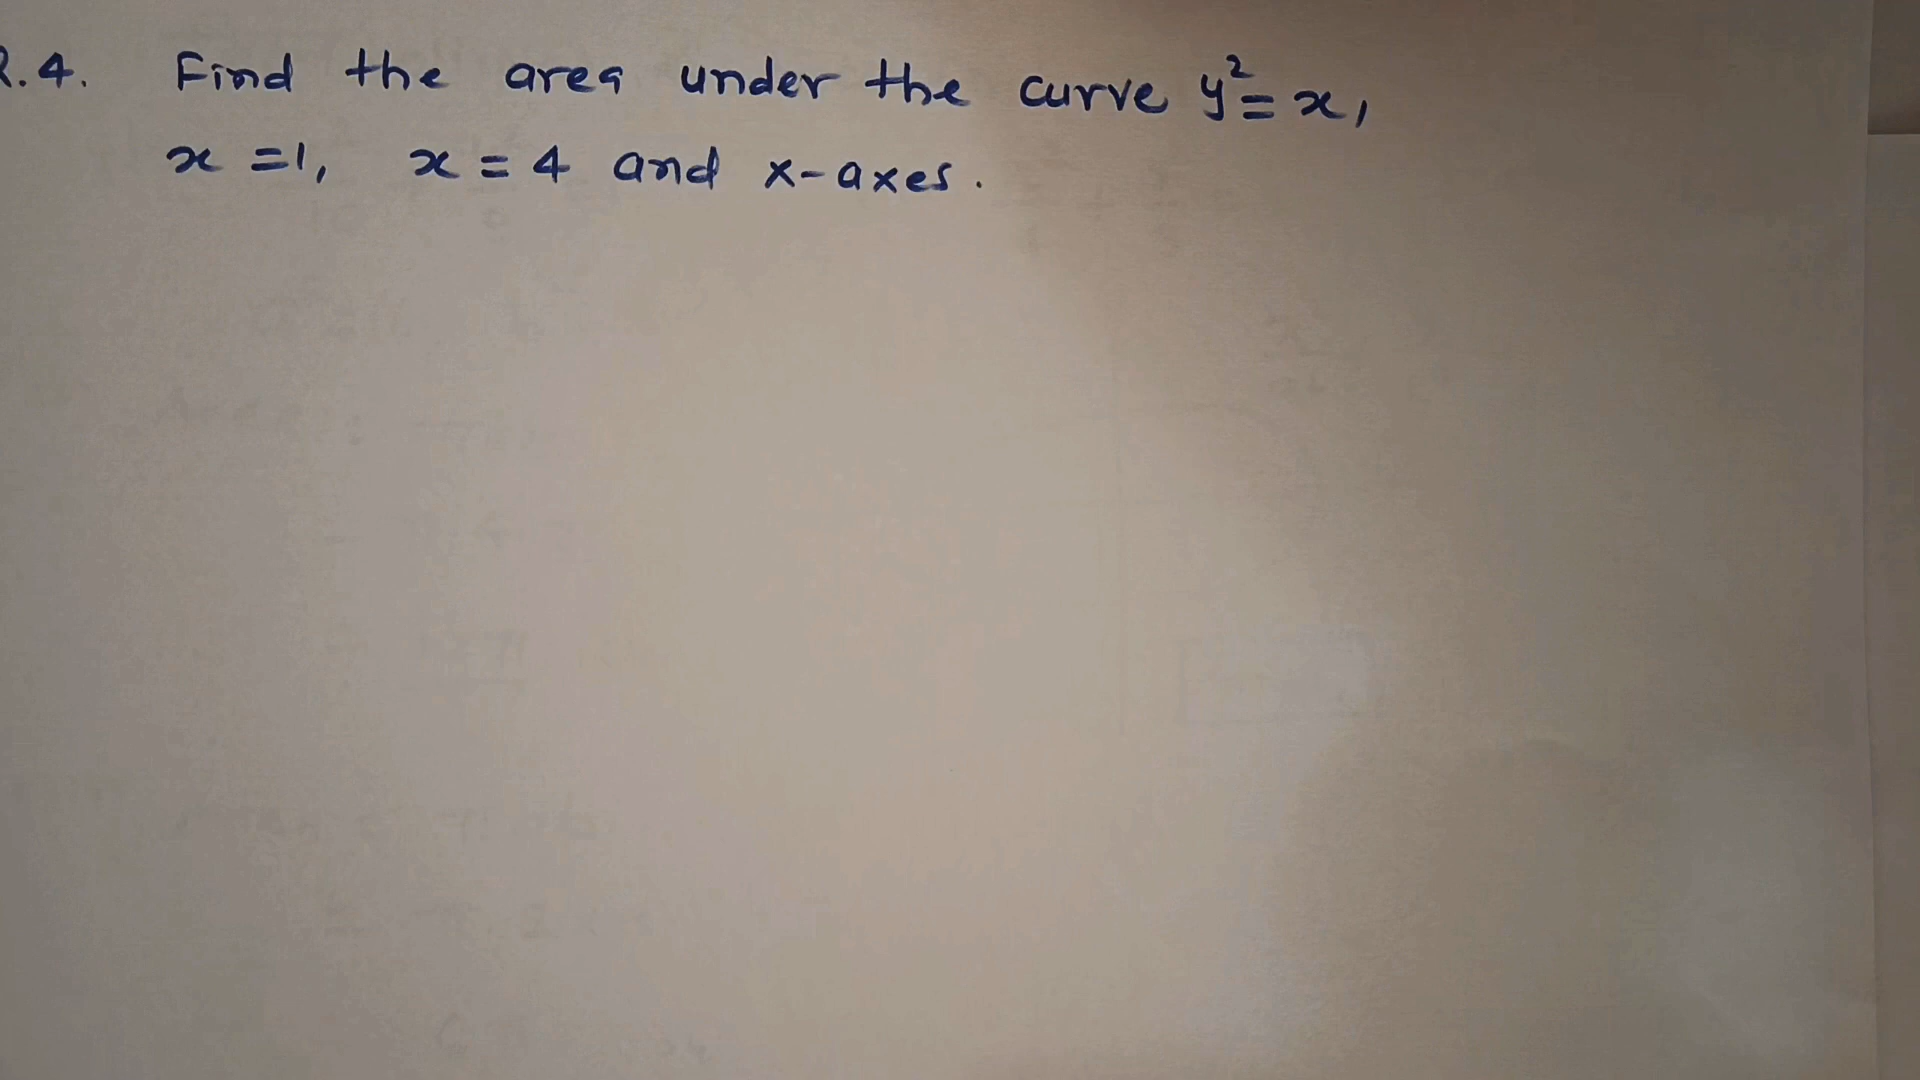 .4. Find the area under the curve y²= x,
x =1, x = 4 and x-axes.